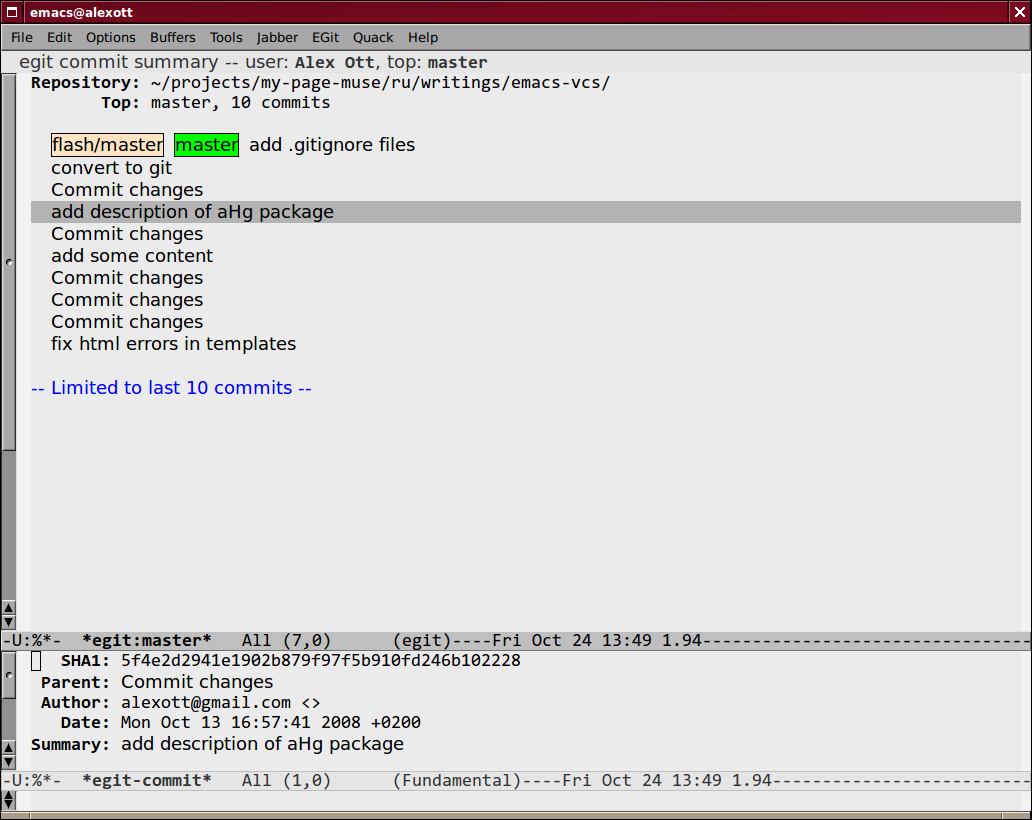 emacs@alexott
File Edit Options Buffers Tools Jabber EGit Quack Help
egit commit summary -- user: Alex Ott, top: master
Repository: ~/projects/my-page-muse/ru/writings/emacs-vcs/
Top: master, 10 commits
flash/master master add .gitignore files
convert to git
Commit changes
add description of aHg package
Commit changes
add some content
Commit changes
Commit changes
Commit changes
fix html errors in templates
-- Limited to last 10 commits --
-U:%*-  *egit:master*   All (7,0)      (egit)----Fri Oct 24 13:49 1.94---------------------------------
SHA1: 5f4e2d2941e1902b879f97f5b910fd246b102228
Parent: Commit changes
Author: alexott@gmail.com <>
Date: Mon Oct 13 16:57:41 2008 +0200
Summary: add description of aHg package
-U:%*-  *egit-commit*   All (1,0)      (Fundamental)----Fri Oct 24 13:49 1.94--------------------------